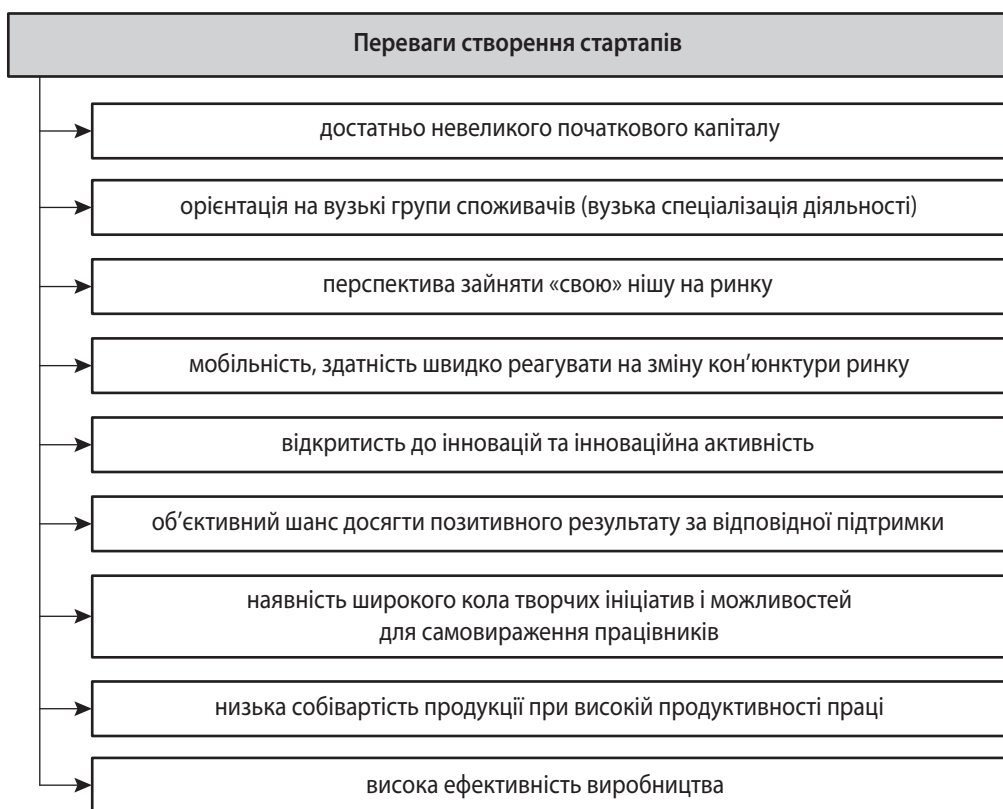 Переваги створення стартапів
достатньо невеликого початкового капіталу
орієнтація на вузькі групи споживачів (вузька спеціалізація діяльності)
перспектива зайняти «свою» нішу на ринку
мобільність, здатність швидко реагувати на зміну кон’юнктури ринку
відкритисть до інновацій та інноваційна активність
об’єктивний шанс досягти позитивного результату за відповідної підтримки
наявність широкого кола творчих ініціатив і можливостей
для самовираження працівників
низька собівартість продукції при високій продуктивності праці
висока ефективність виробництва